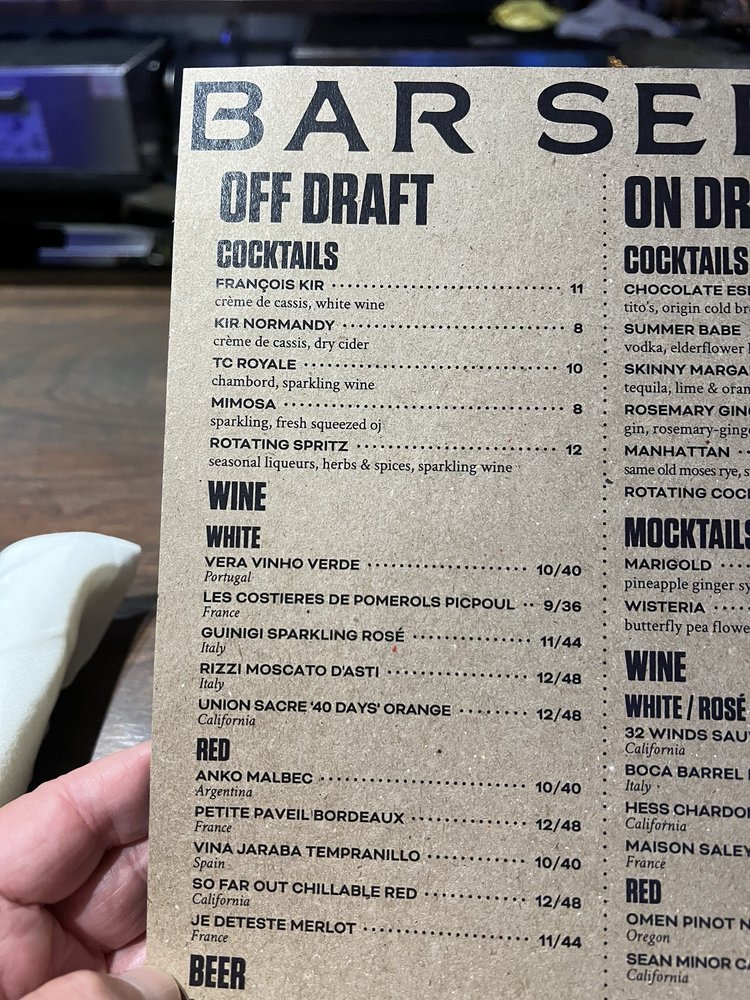 BAR SE
OFF DRAFT
COCKTAILS
FRANÇOIS KIR 11
crème de cassis, white wine
KIR NORMANDY 8
crème de cassis, dry cider
TC ROYALE 10
chambord, sparkling wine
MIMOSA 8
sparkling, fresh squeezed oj
ROTATING SPRITZ 12
seasonal liqueurs, herbs & spices, sparkling wine
WINE
WHITE
VERA VINHO VERDE 10/40
Portugal
LES COSTIERES DE POMEROLS PICPOUL 9/36
France
GUINIGI SPARKLING ROSÉ 11/44
Italy
RIZZI MOSCATO D'ASTI 12/48
Italy
UNION SACRE '40 DAYS' ORANGE 12/48
California
RED
ANKO MALBEC 10/40
Argentina
PETITE PAVEIL BORDEAUX 12/48
France
VINA JARABA TEMPRANILLO 10/40
Spain
SO FAR OUT CHILLABLE RED 12/48
California
JE DETESTE MERLOT 11/44
France
BEER
ON DR
COCKTAILS
CHOCOLATE ES
tito's, origin cold br
SUMMER BABE
vodka, elderflower
SKINNY MARGA
tequila, lime & oran
ROSEMARY GIN
gin, rosemary-ging
MANHATTAN
same old moses rye, s
ROTATING COC
MOCKTAILS
MARIGOLD
pineapple ginger sy
WISTERIA
butterfly pea flowe
WINE
WHITE / ROSÉ
32 WINDS SAU
California
BOCA BARREL
Italy
HESS CHARDO
California
MAISON SALEY
France
RED
OMEN PINOT N
Oregon
SEAN MINOR CA
California